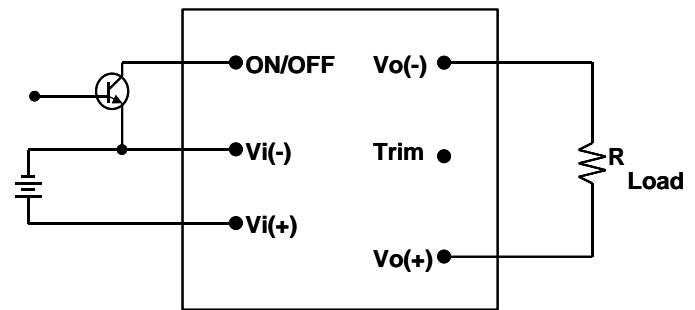 ON/OFF
Vo(-)
Vi(-)
Trim
R
Load
Vi(+)
Vo(+)